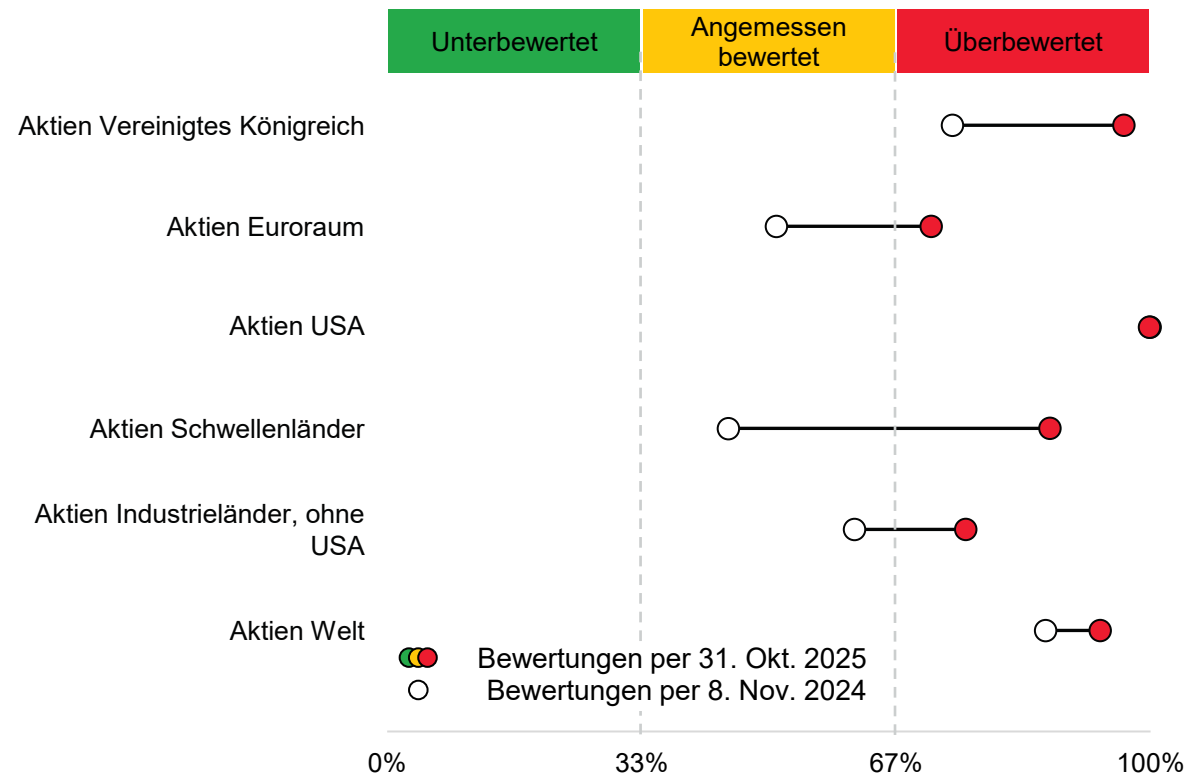 Unterbewertet
Angemessen
bewertet
Überbewertet
Aktien Vereinigtes Königreich
Aktien Euroraum
Aktien USA
Aktien Schwellenländer
Aktien Industrieländer, ohne
USA
Aktien Welt
Bewertungen per 31. Okt. 2025
Bewertungen per 8. Nov. 2024
0%
33%
67%
100%